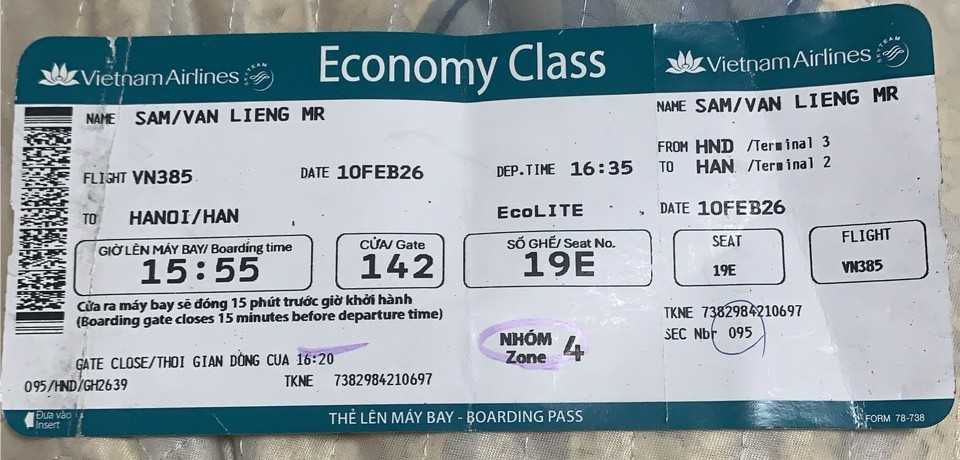 Vietnam Airlines SKYTEAM
Economy Class
Vietnam Airlines SKYTEAM
NAME SAM/VAN LIENG MR
FLIGHT VN385 DATE 10FEB26 DEP.TIME 16:35
TO HANOI/HAN EcoLITE
GIỜ LÊN MÁY BAY/ Boarding time
15:55
CỬA/ Gate
142
SỐ GHẾ/ Seat No.
19E
Cửa ra máy bay sẽ đóng 15 phút trước giờ khởi hành
(Boarding gate closes 15 minutes before departure time)
NHÓM
Zone 4
GATE CLOSE/THOI GIAN DONG CUA 16:20
095/HND/GH2639 TKNE 7382984210697
Đưa vào
Insert
THẺ LÊN MÁY BAY - BOARDING PASS
NAME SAM/VAN LIENG MR
FROM HND /Terminal 3
TO HAN /Terminal 2
DATE 10FEB26
SEAT
19E
FLIGHT
VN385
TKNE 7382984210697
SEC Nbr 095
FORM 78-738